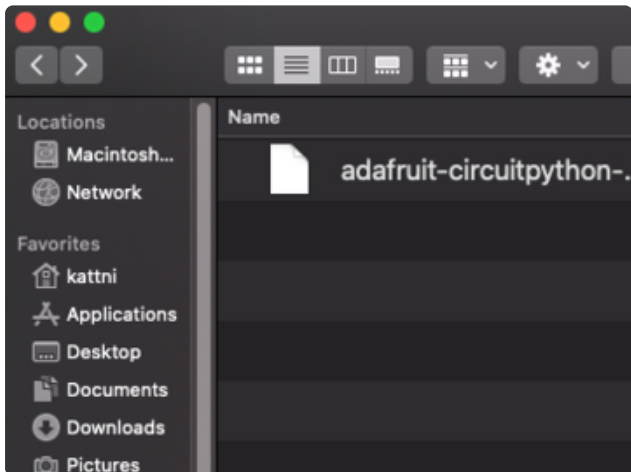 Name
adafruit-circuitpython-..
Locations
Macintosh...
Network
Favorites
kattni
Applications
Desktop
Documents
Downloads
Pictures